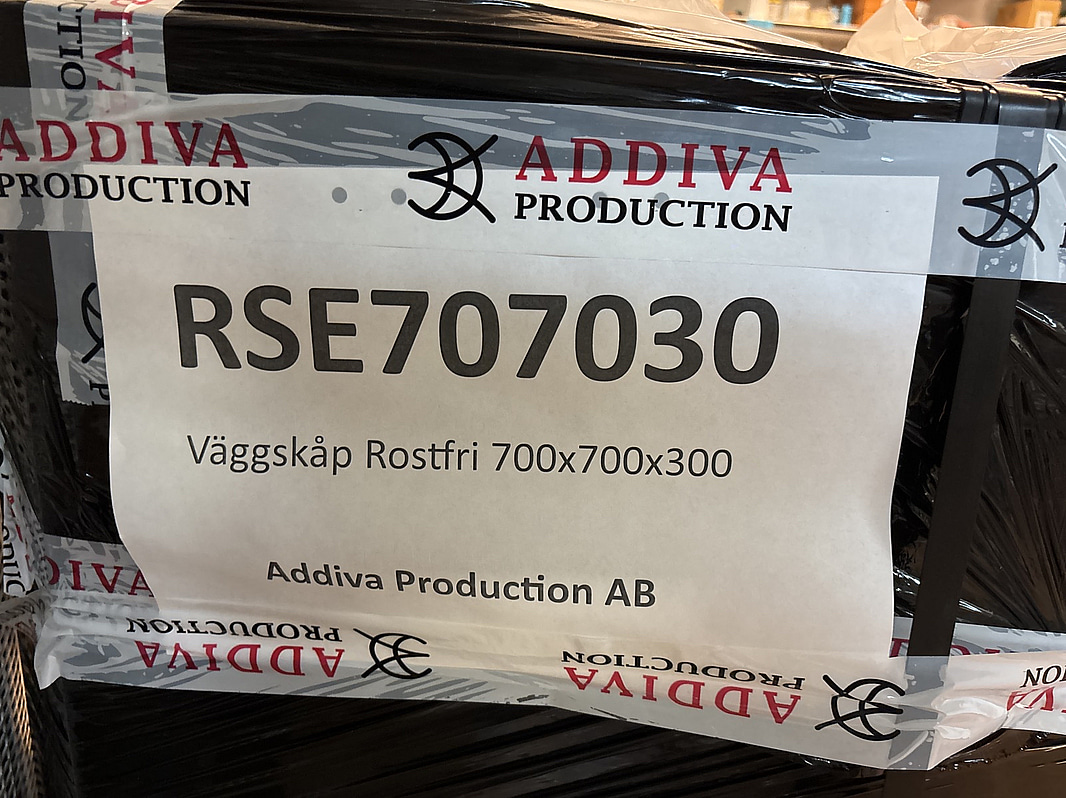 ADDIVA
PRODUCTION
ADDIVA
PRODUCTION
RSE707030
Väggskåp Rostfri 700x700x300
Addiva Production AB
PRODUCTION
ADDIVA
PRODUCTION
ADDIVA